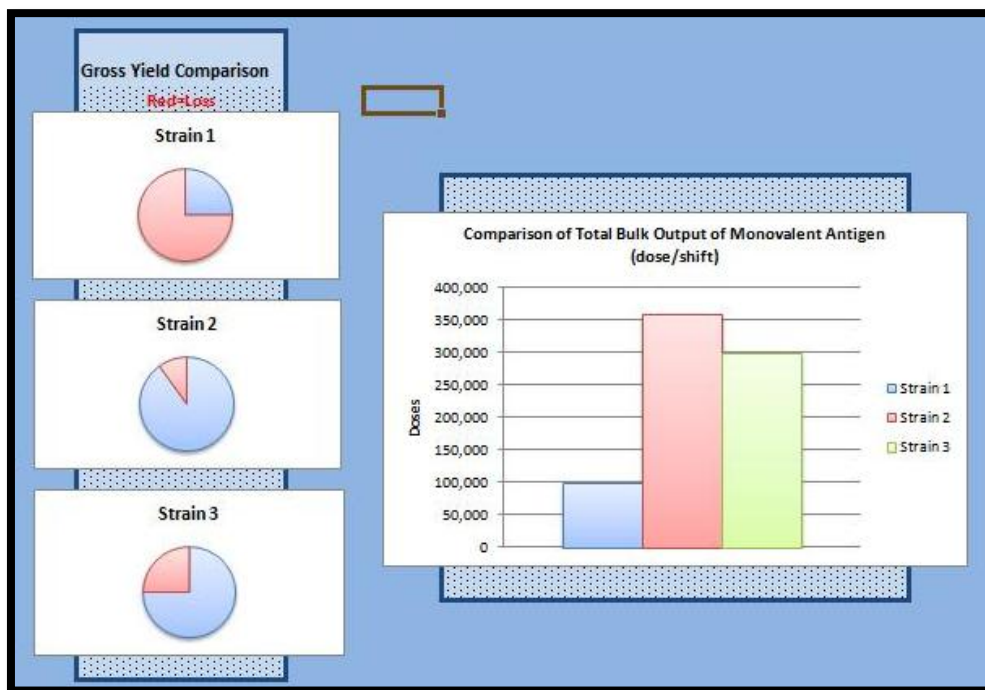 Gross Yield Comparison
Red=Loss
Strain 1
Strain 2
Strain 3
Comparison of Total Bulk Output of Monovalent Antigen
(dose/shift)
400,000
350,000
300,000
250,000
200,000
150,000
100,000
50,000
0
Doses
Strain 1
Strain 2
Strain 3